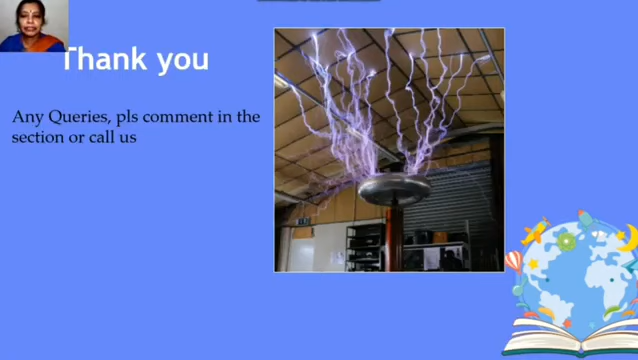 Thank you
Any Queries, pls comment in the
section or call us